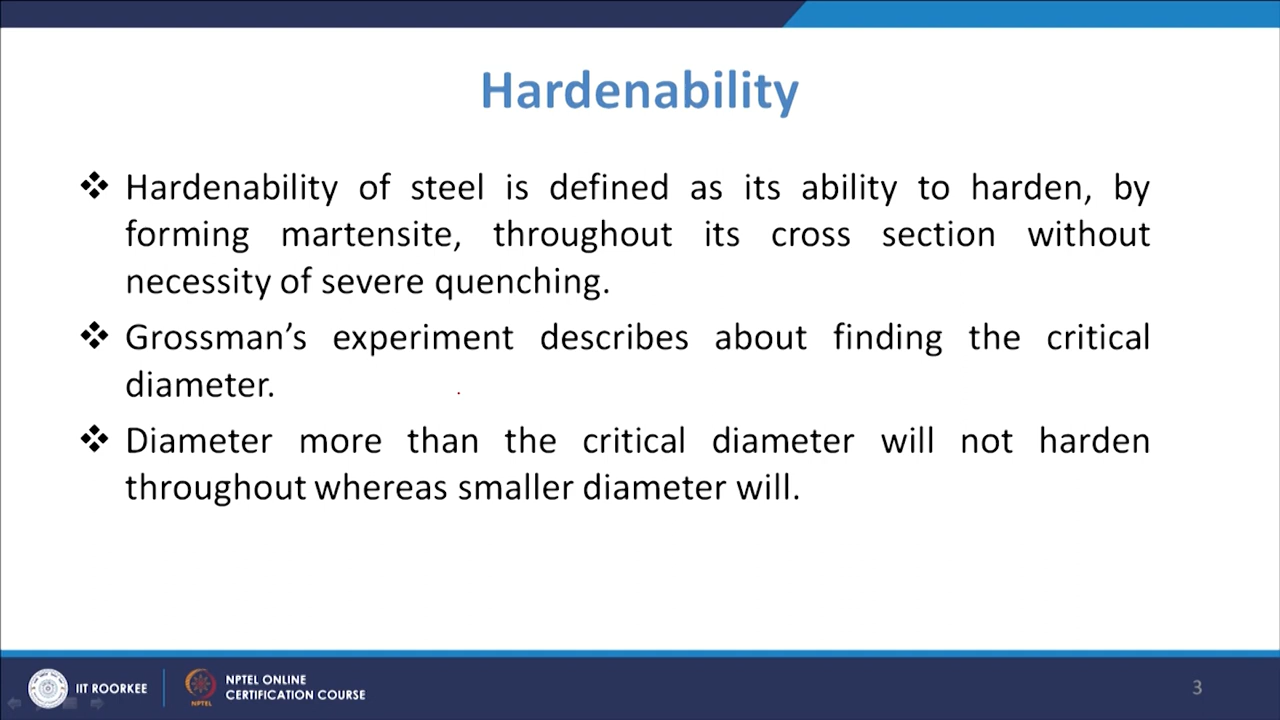 Hardenability
❖ Hardenability of steel is defined as its ability to harden, by
forming martensite, throughout its cross section without
necessity of severe quenching.
❖ Grossman’s experiment describes about finding the critical
diameter.
❖ Diameter more than the critical diameter will not harden
throughout whereas smaller diameter will.
IIT ROORKEE
NPTEL
NPTEL ONLINE
CERTIFICATION COURSE
3